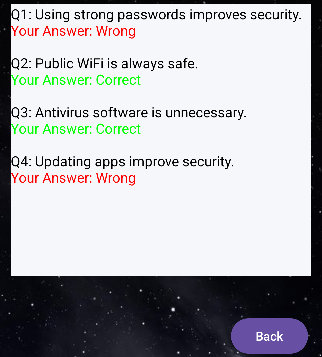 Q1: Using strong passwords improves security.
Your Answer: Wrong
Q2: Public WiFi is always safe.
Your Answer: Correct
Q3: Antivirus software is unnecessary.
Your Answer: Correct
Q4: Updating apps improve security.
Your Answer: Wrong
Back